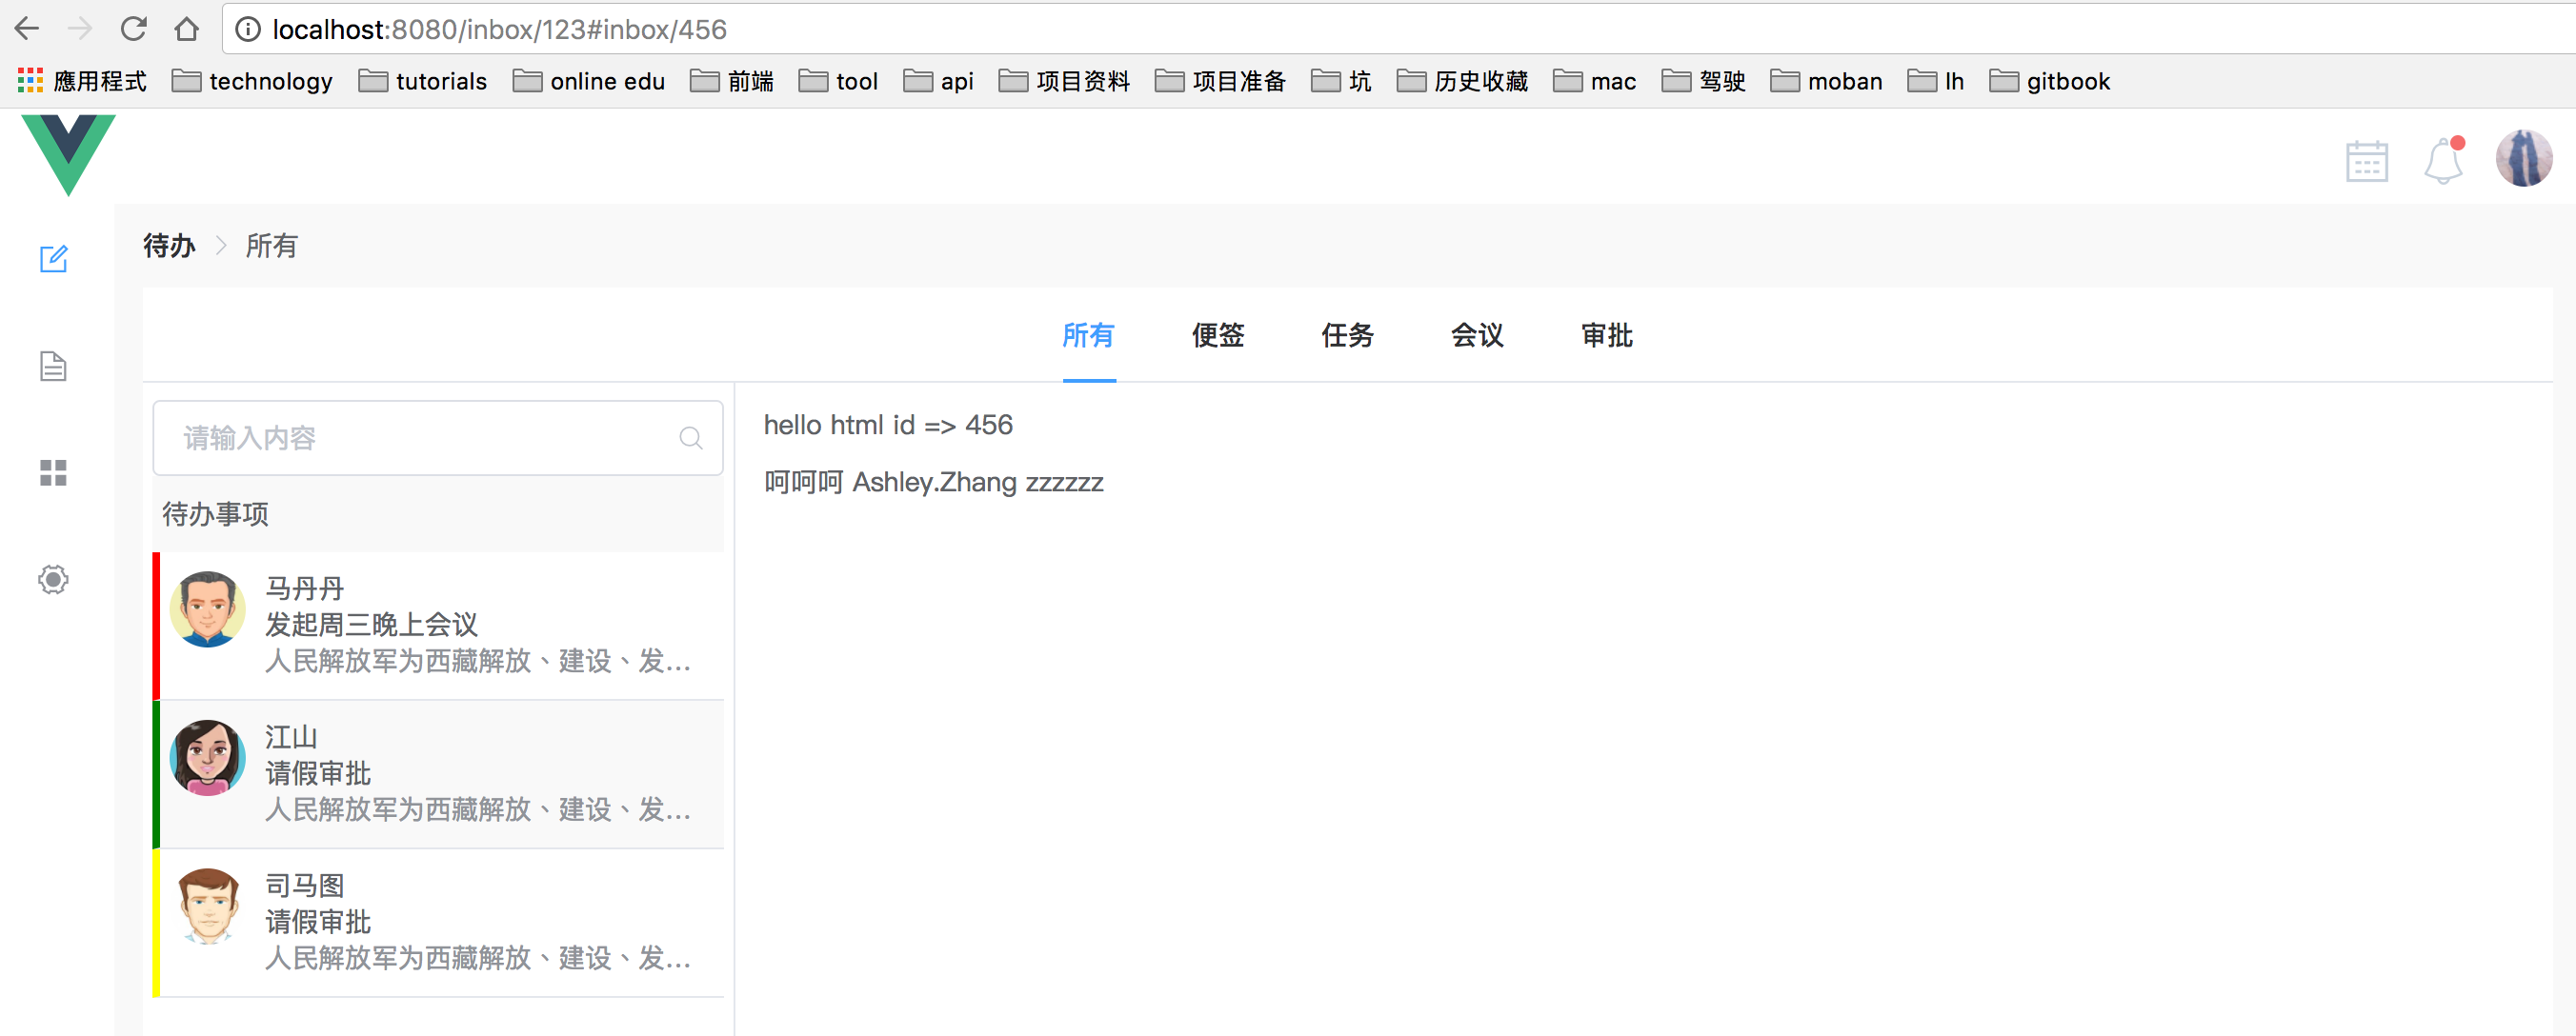 localhost:8080/inbox/123#inbox/456
應用程式 technology tutorials online edu 前端 tool api 项目资料 项目准备 坑 历史收藏 mac 驾驶 moban lh gitbook
待办 > 所有
所有 便签 任务 会议 审批
请输入内容
待办事项
马丹丹
发起周三晚上会议
人民解放军为西藏解放、建设、发...
江山
请假审批
人民解放军为西藏解放、建设、发...
司马图
请假审批
人民解放军为西藏解放、建设、发...
hello html id => 456
呵呵呵 Ashley.Zhang zzzzzz